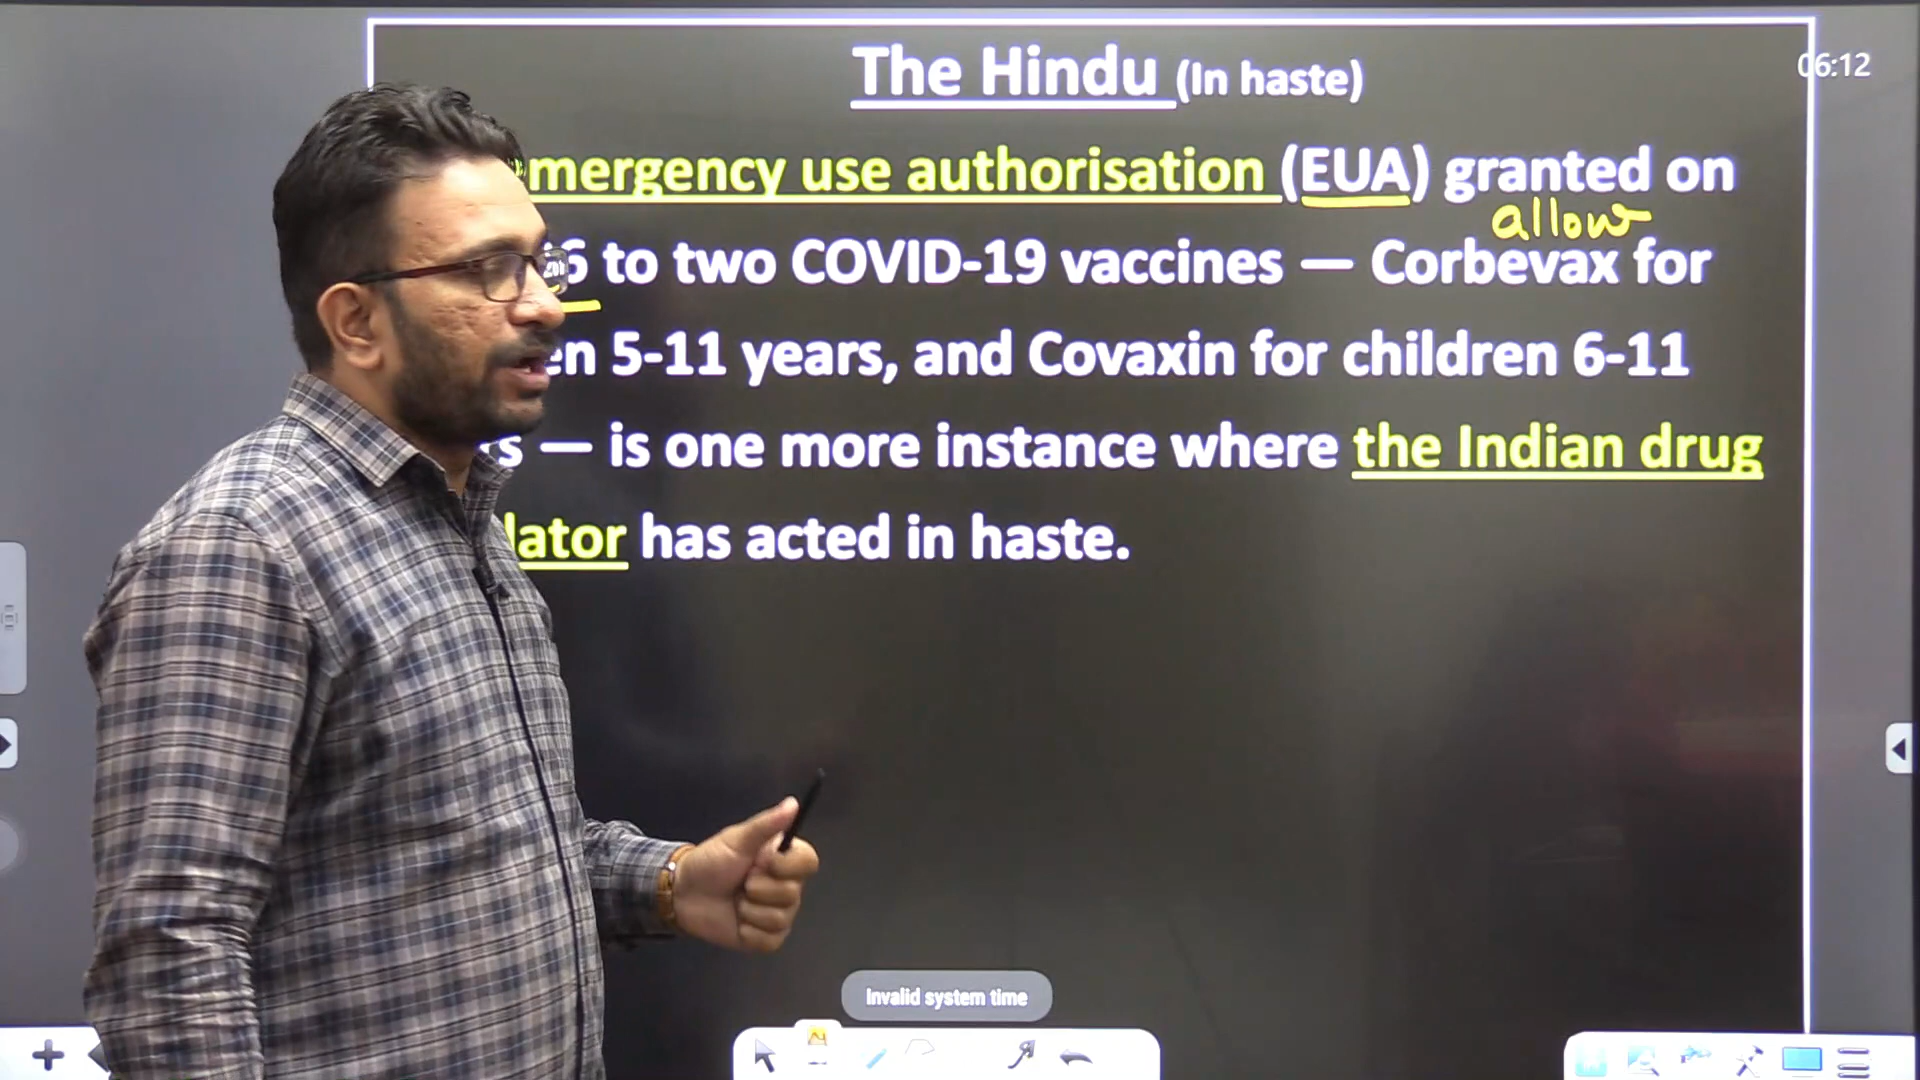 The Hindu (In haste)
06:12
mergency use authorisation (EUA) granted on
allow
to two COVID-19 vaccines — Corbevax for
5-11 years, and Covaxin for children 6-11
— is one more instance where the Indian drug
has acted in haste.
Invalid system time